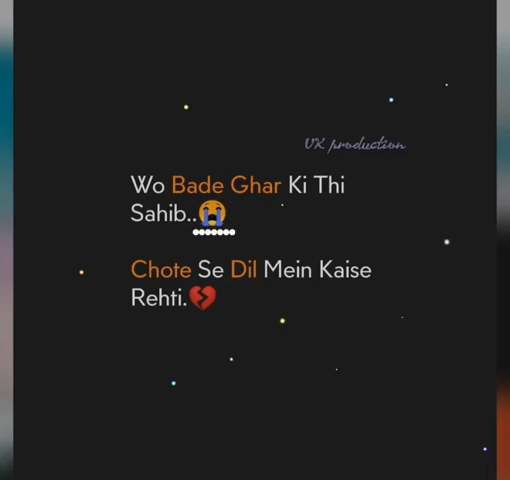 UK production
Wo Bade Ghar Ki Thi
Sahib..😭
Chote Se Dil Mein Kaise
Rehti.💔